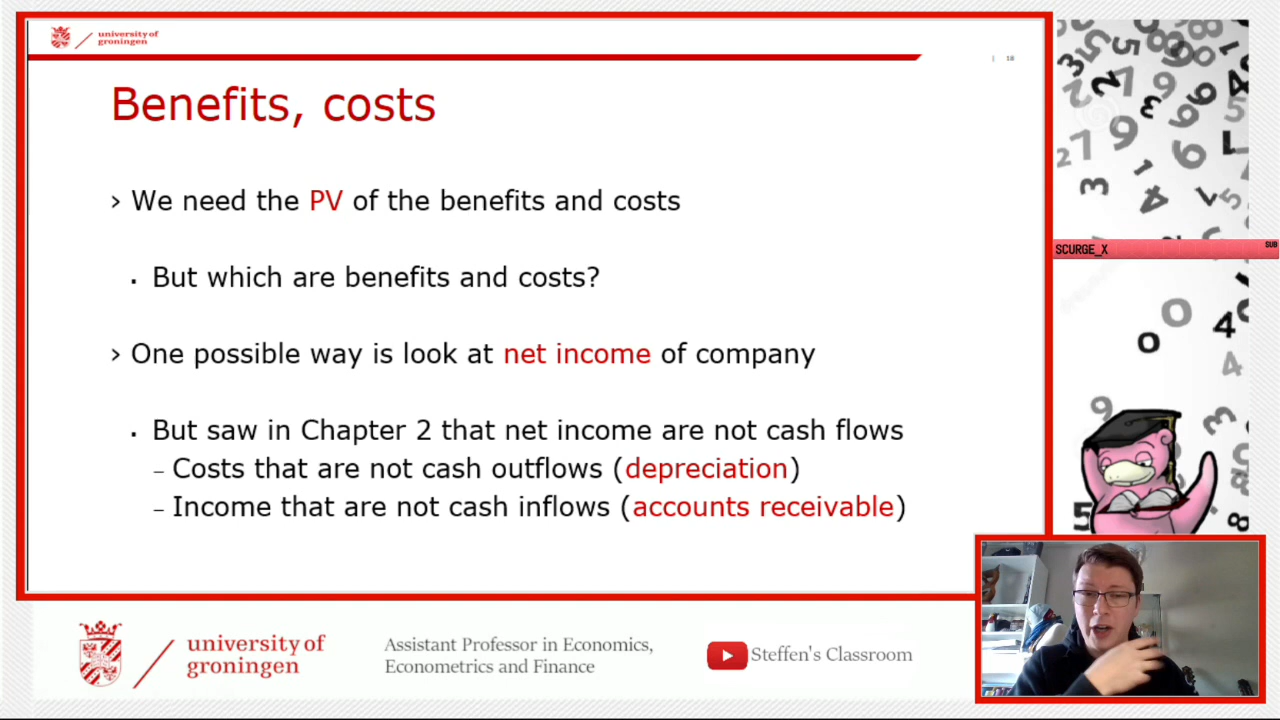 university of
groningen
| 18
Benefits, costs
› We need the PV of the benefits and costs
▪ But which are benefits and costs?
› One possible way is look at net income of company
▪ But saw in Chapter 2 that net income are not cash flows
– Costs that are not cash outflows (depreciation)
– Income that are not cash inflows (accounts receivable)
SCURGE_X SUB
university of
groningen
Assistant Professor in Economics,
Econometrics and Finance
Steffen's Classroom